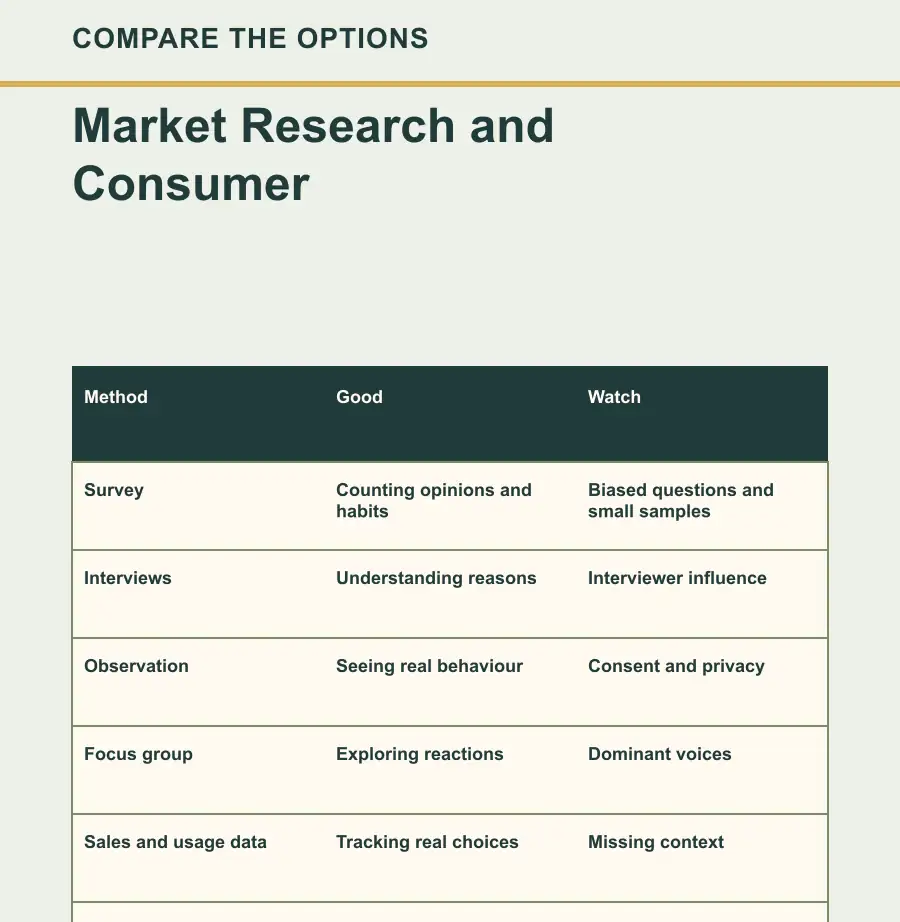 COMPARE THE OPTIONS
Market Research and
Consumer
Method Good Watch
Survey Counting opinions and Biased questions and
habits small samples
Interviews Understanding reasons Interviewer influence
Observation Seeing real behaviour Consent and privacy
Focus group Exploring reactions Dominant voices
Sales and usage data Tracking real choices Missing context